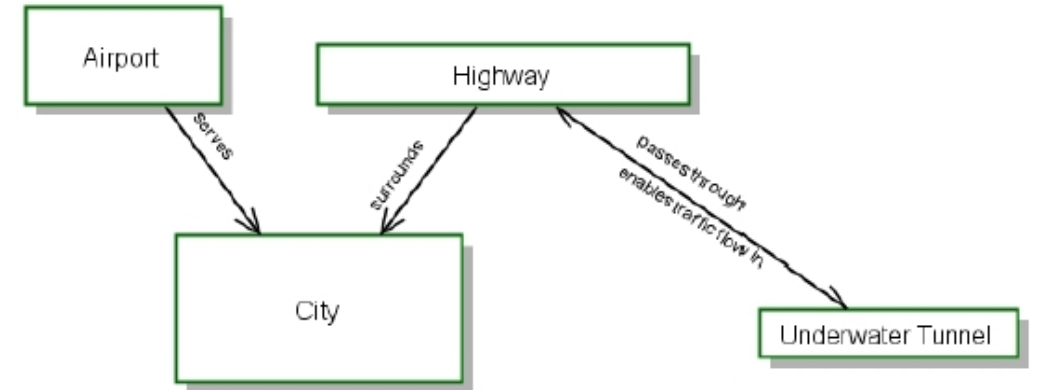 Airport
Highway
serves
surrounds
passes through
enables traffic flow in
City
Underwater Tunnel